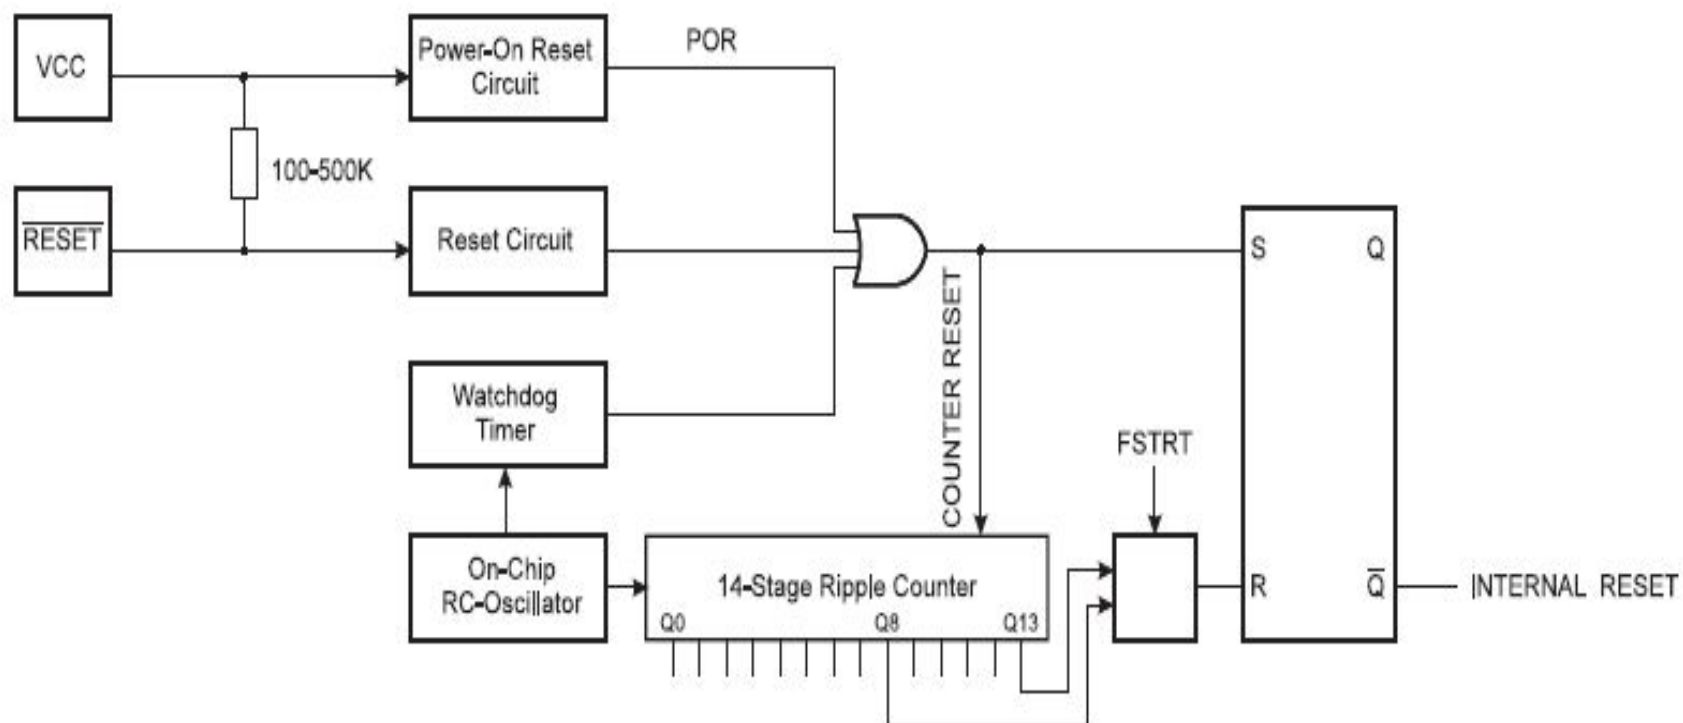 VCC
Power-On Reset
Circuit
POR
100-500K
RESET
Reset Circuit
S
Q
COUNTER RESET
Watchdog
Timer
FSTRT
On-Chip
RC-Oscillator
14-Stage Ripple Counter
Q0
Q8
Q13
R
Q̅
INTERNAL RESET